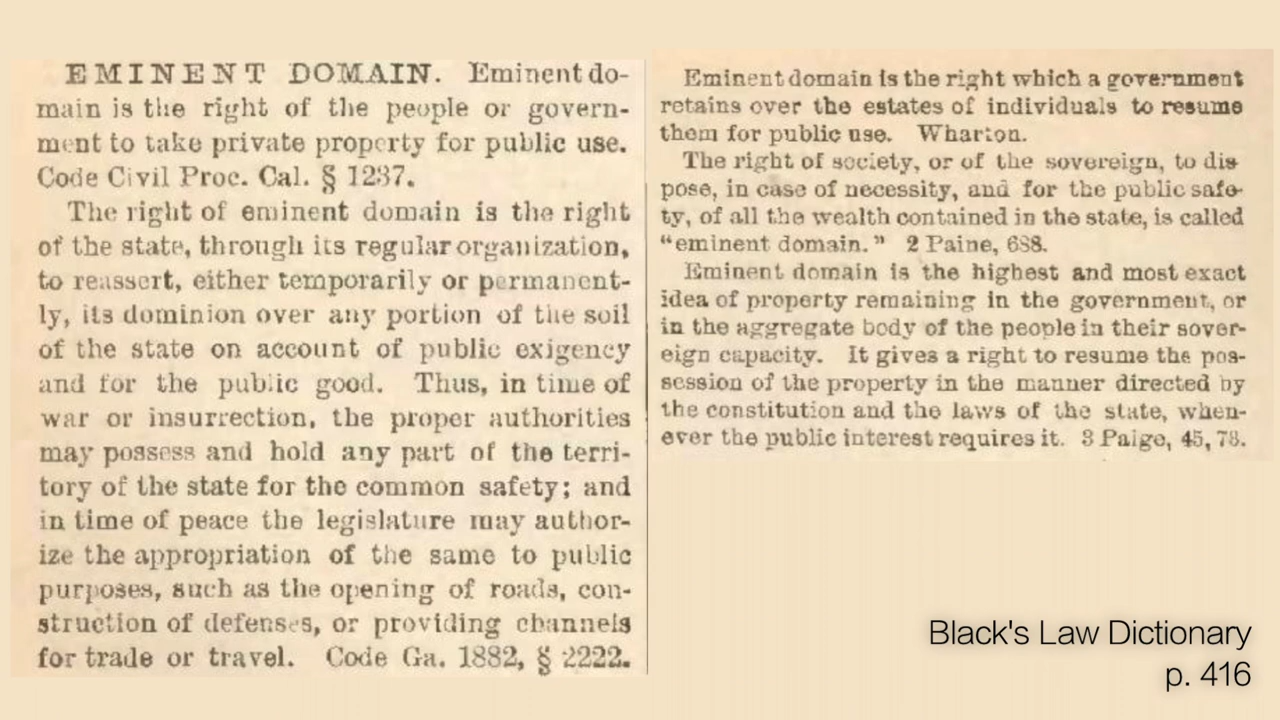 EMINENT DOMAIN. Eminent do-
main is the right of the people or govern-
ment to take private property for public use.
Code Civil Proc. Cal. § 1237.
The right of eminent domain is the right
of the state, through its regular organization,
to reassert, either temporarily or permanent-
ly, its dominion over any portion of the soil
of the state on account of public exigency
and for the public good. Thus, in time of
war or insurrection, the proper authorities
may possess and hold any part of the terri-
tory of the state for the common safety; and
in time of peace the legislature may author-
ize the appropriation of the same to public
purposes, such as the opening of roads, con-
struction of defenses, or providing channels
for trade or travel. Code Ga. 1882, § 2222.
Eminent domain is the right which a government
retains over the estates of individuals to resume
them for public use. Wharton.
The right of society, or of the sovereign, to dis-
pose, in case of necessity, and for the public safe-
ty, of all the wealth contained in the state, is called
"eminent domain." 2 Paine, 688.
Eminent domain is the highest and most exact
idea of property remaining in the government, or
in the aggregate body of the people in their sover-
eign capacity. It gives a right to resume the pos-
session of the property in the manner directed by
the constitution and the laws of the state, when-
ever the public interest requires it. 3 Paige, 45, 73.
Black's Law Dictionary
p. 416